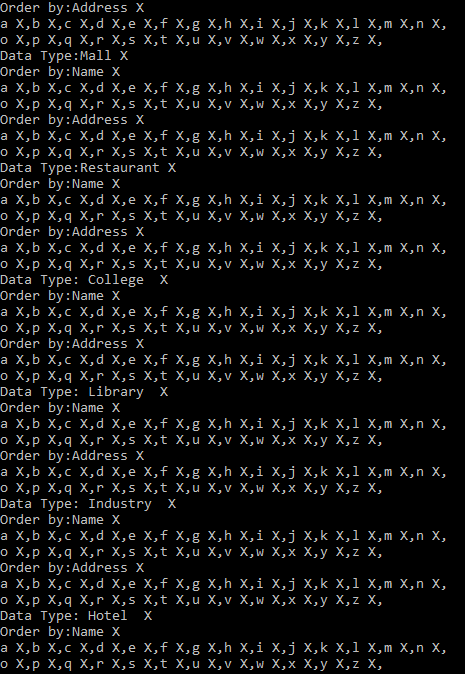 Order by:Address X
a X,b X,c X,d X,e X,f X,g X,h X,i X,j X,k X,l X,m X,n X,
o X,p X,q X,r X,s X,t X,u X,v X,w X,x X,y X,z X,
Data Type:Mall X
Order by:Name X
a X,b X,c X,d X,e X,f X,g X,h X,i X,j X,k X,l X,m X,n X,
o X,p X,q X,r X,s X,t X,u X,v X,w X,x X,y X,z X,
Order by:Address X
a X,b X,c X,d X,e X,f X,g X,h X,i X,j X,k X,l X,m X,n X,
o X,p X,q X,r X,s X,t X,u X,v X,w X,x X,y X,z X,
Data Type:Restaurant X
Order by:Name X
a X,b X,c X,d X,e X,f X,g X,h X,i X,j X,k X,l X,m X,n X,
o X,p X,q X,r X,s X,t X,u X,v X,w X,x X,y X,z X,
Order by:Address X
a X,b X,c X,d X,e X,f X,g X,h X,i X,j X,k X,l X,m X,n X,
o X,p X,q X,r X,s X,t X,u X,v X,w X,x X,y X,z X,
Data Type: College  X
Order by:Name X
a X,b X,c X,d X,e X,f X,g X,h X,i X,j X,k X,l X,m X,n X,
o X,p X,q X,r X,s X,t X,u X,v X,w X,x X,y X,z X,
Order by:Address X
a X,b X,c X,d X,e X,f X,g X,h X,i X,j X,k X,l X,m X,n X,
o X,p X,q X,r X,s X,t X,u X,v X,w X,x X,y X,z X,
Data Type: Library  X
Order by:Name X
a X,b X,c X,d X,e X,f X,g X,h X,i X,j X,k X,l X,m X,n X,
o X,p X,q X,r X,s X,t X,u X,v X,w X,x X,y X,z X,
Order by:Address X
a X,b X,c X,d X,e X,f X,g X,h X,i X,j X,k X,l X,m X,n X,
o X,p X,q X,r X,s X,t X,u X,v X,w X,x X,y X,z X,
Data Type: Industry  X
Order by:Name X
a X,b X,c X,d X,e X,f X,g X,h X,i X,j X,k X,l X,m X,n X,
o X,p X,q X,r X,s X,t X,u X,v X,w X,x X,y X,z X,
Order by:Address X
a X,b X,c X,d X,e X,f X,g X,h X,i X,j X,k X,l X,m X,n X,
o X,p X,q X,r X,s X,t X,u X,v X,w X,x X,y X,z X,
Data Type: Hotel  X
Order by:Name X
a X,b X,c X,d X,e X,f X,g X,h X,i X,j X,k X,l X,m X,n X,
o X,p X,q X,r X,s X,t X,u X,v X,w X,x X,y X,z X,